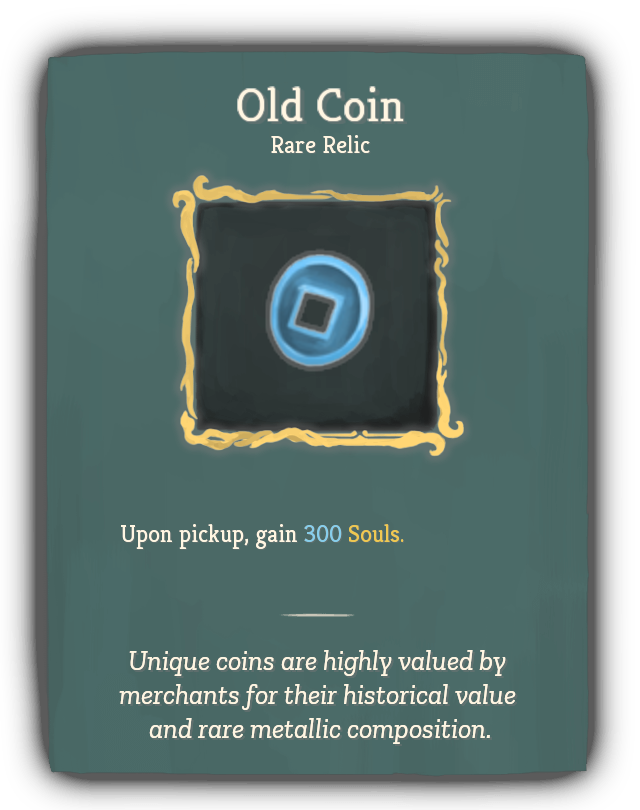 Old Coin
Rare Relic
Upon pickup, gain 300 Souls.
Unique coins are highly valued by
merchants for their historical value
and rare metallic composition.